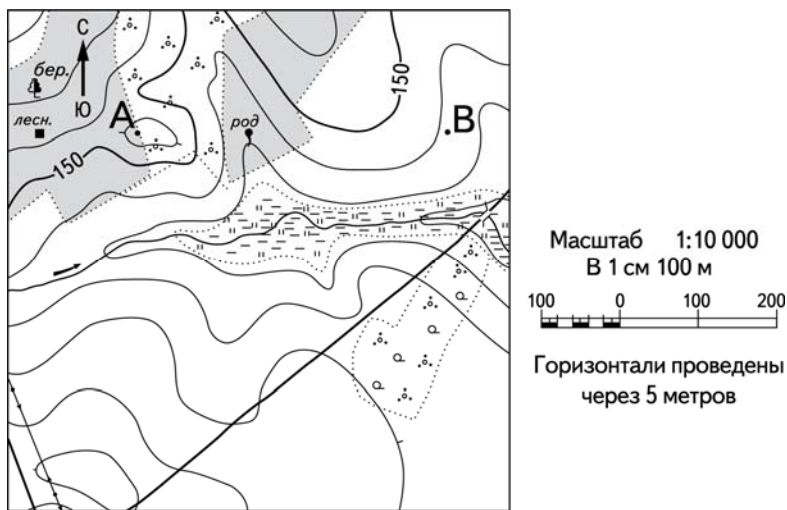 С
бер.
Ю
лесн.
А
род
150
В
150
Масштаб 1:10 000
В 1 см 100 м
100 0 100 200
Горизонтали проведены
через 5 метров